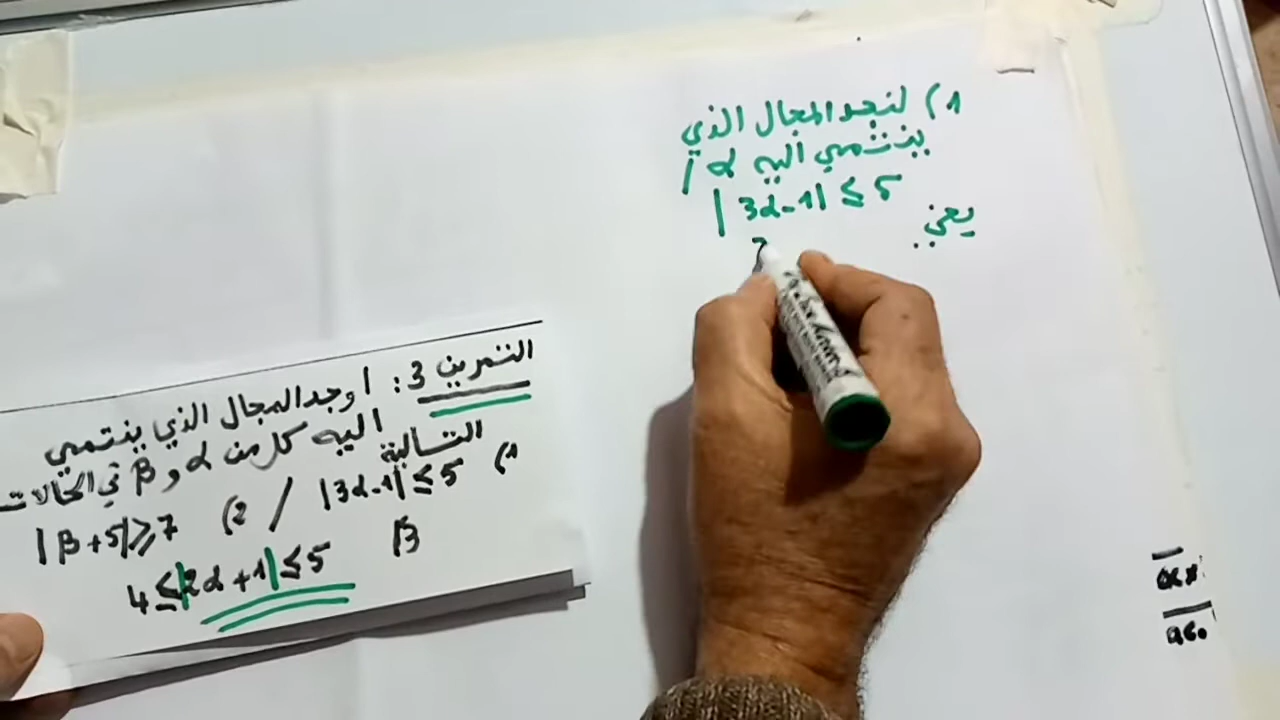 1) لنجد المجال الذي
ينتمي اليه α /
|3α-1| ≤ 5
يعني
التمرين 3: اوجد المجال الذي ينتمي
اليه كل من α و β في الحالات
التالية
1) |3α-1| ≤ 5 / 2) |β+5| ≥ 7
3) 4 ≤ |2α+1| ≤ 5